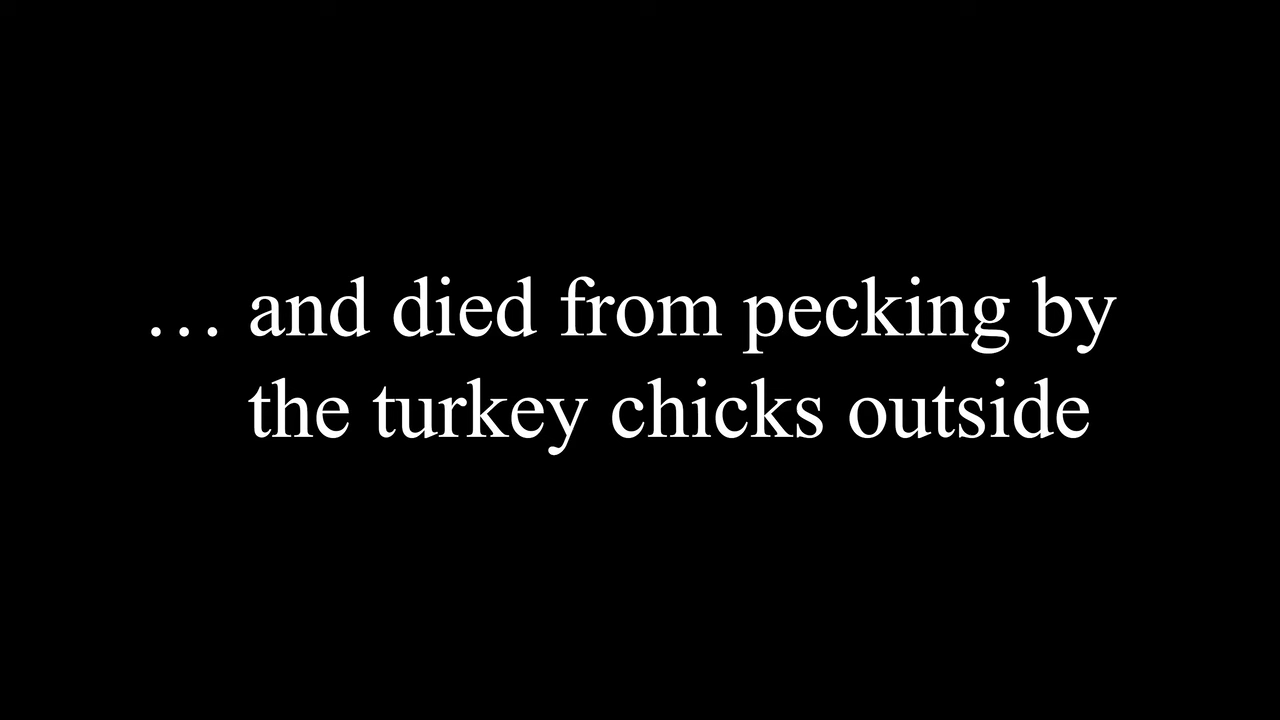 … and died from pecking by
the turkey chicks outside